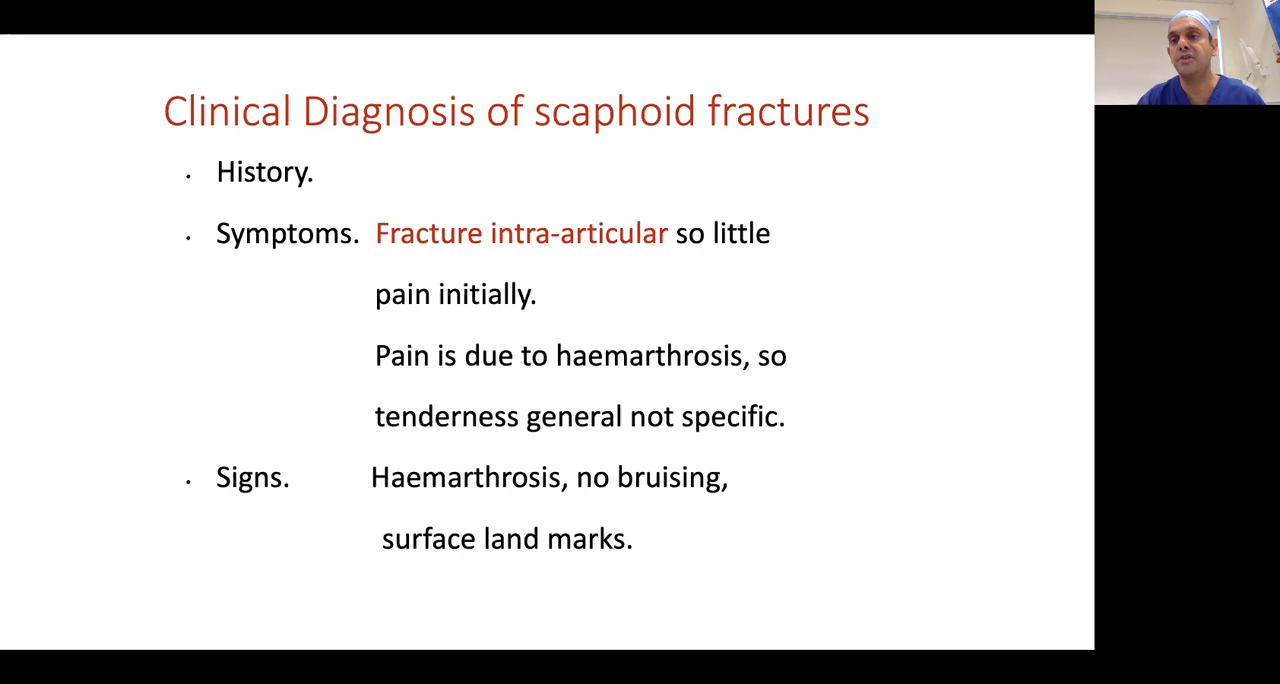 Clinical Diagnosis of scaphoid fractures
• History.
• Symptoms. Fracture intra-articular so little
pain initially.
Pain is due to haemarthrosis, so
tenderness general not specific.
• Signs. Haemarthrosis, no bruising,
surface land marks.